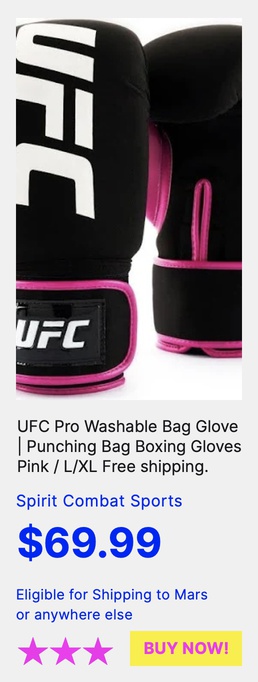 UFC
UFC
UFC Pro Washable Bag Glove
| Punching Bag Boxing Gloves
Pink / L/XL Free shipping.
Spirit Combat Sports
$69.99
Eligible for Shipping to Mars
or anywhere else
BUY NOW!